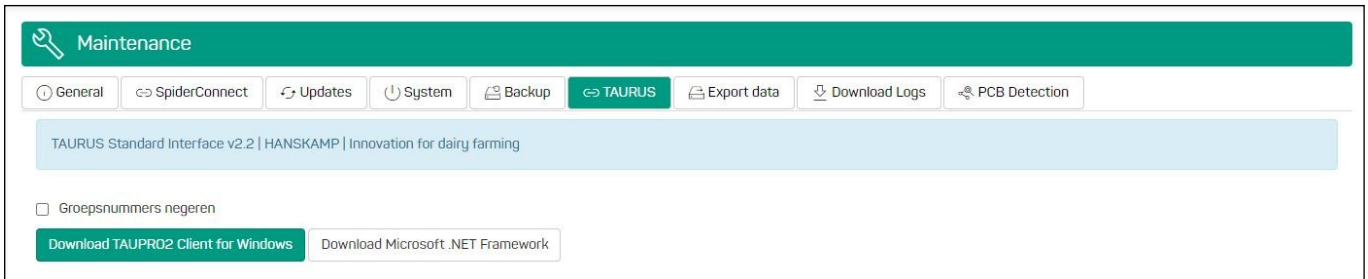 Maintenance
General SpiderConnect Updates System Backup TAURUS Export data Download Logs PCB Detection
TAURUS Standard Interface v2.2 | HANSKAMP | Innovation for dairy farming
Groepsnummers negeren
Download TAUPRO2 Client for Windows Download Microsoft .NET Framework